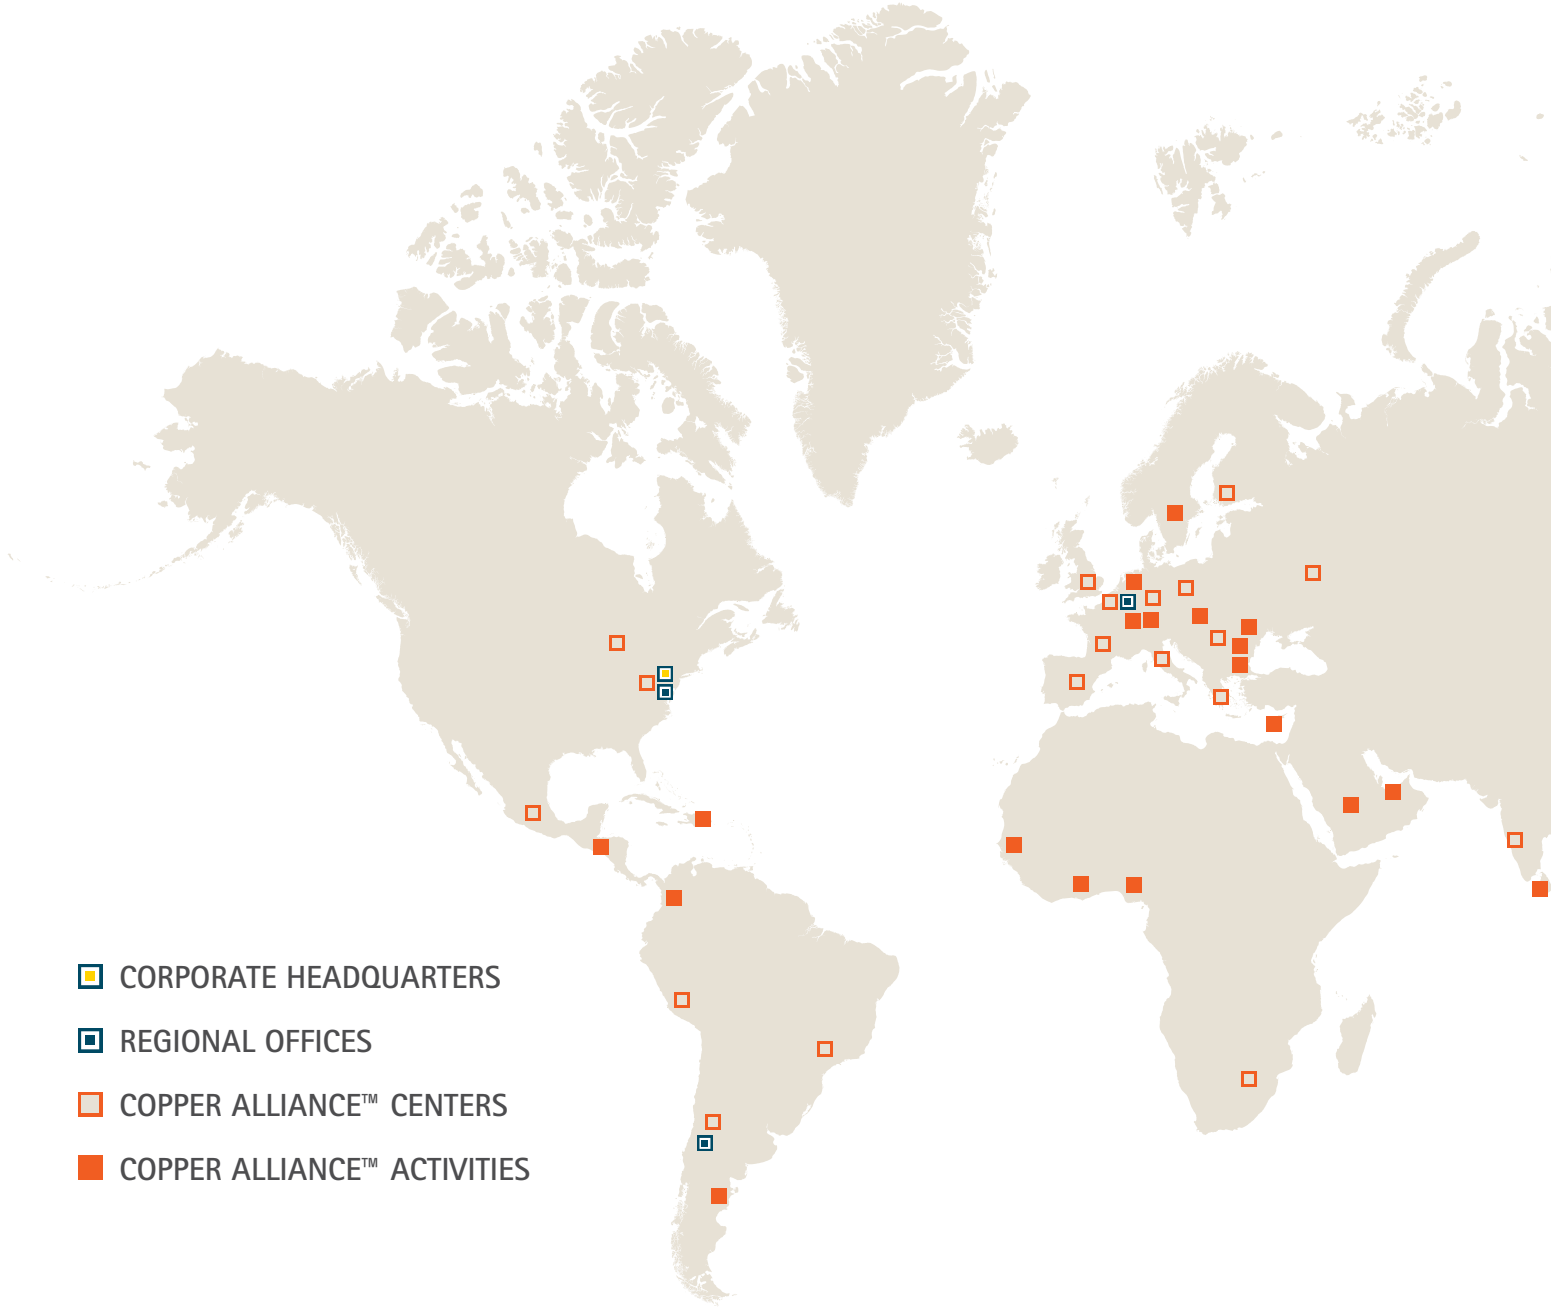 CORPORATE HEADQUARTERS
REGIONAL OFFICES
COPPER ALLIANCE™ CENTERS
COPPER ALLIANCE™ ACTIVITIES